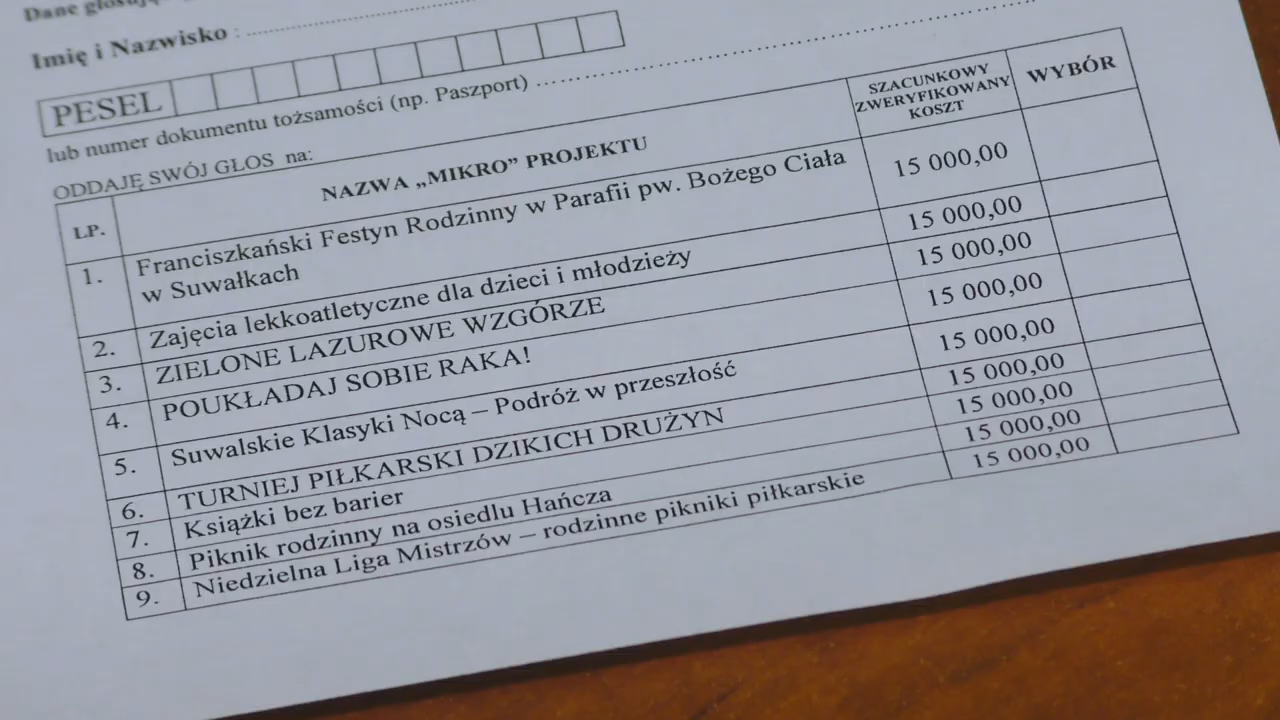 Dane
Imię i Nazwisko :
PESEL
lub numer dokumentu tożsamości (np. Paszport)
ODDAJĘ SWÓJ GŁOS na:
LP. NAZWA „MIKRO” PROJEKTU SZACUNKOWY ZWERYFIKOWANY KOSZT WYBÓR
1. Franciszkański Festyn Rodzinny w Parafii pw. Bożego Ciała 15 000,00
w Suwałkach
2. Zajęcia lekkoatletyczne dla dzieci i młodzieży 15 000,00
3. ZIELONE LAZUROWE WZGÓRZE 15 000,00
4. POUKŁADAJ SOBIE RAKA! 15 000,00
5. Suwalskie Klasyki Nocą – Podróż w przeszłość 15 000,00
6. TURNIEJ PIŁKARSKI DZIKICH DRUŻYN 15 000,00
7. Książki bez barier 15 000,00
8. Piknik rodzinny na osiedlu Hańcza 15 000,00
9. Niedzielna Liga Mistrzów – rodzinne pikniki piłkarskie 15 000,00